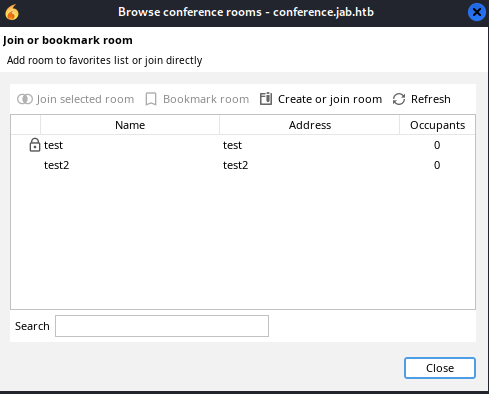 Browse conference rooms - conference.jab.htb
Join or bookmark room
Add room to favorites list or join directly
Join selected room Bookmark room Create or join room Refresh
Name Address Occupants
test test 0
test2 test2 0
Search
Close